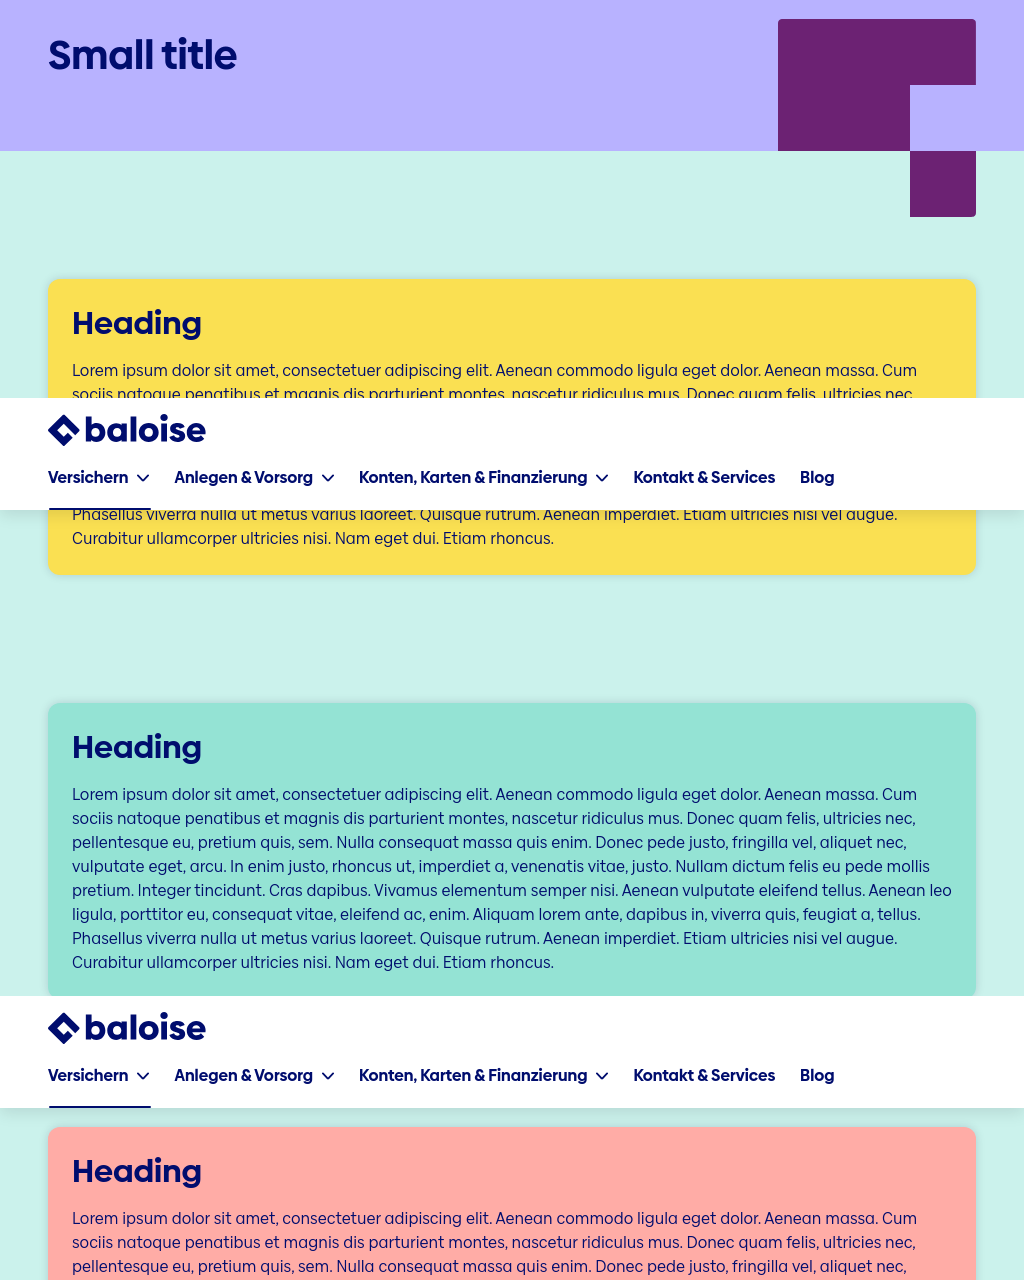 Small title
Heading
Lorem ipsum dolor sit amet, consectetuer adipiscing elit. Aenean commodo ligula eget dolor. Aenean massa. Cum
sociis natoque penatibus et magnis dis parturient montes, nascetur ridiculus mus. Donec quam felis, ultricies nec,
baloise
Versichern Anlegen & Vorsorg Konten, Karten & Finanzierung Kontakt & Services Blog
Phasellus viverra nulla ut metus varius laoreet. Quisque rutrum. Aenean imperdiet. Etiam ultricies nisi vel augue.
Curabitur ullamcorper ultricies nisi. Nam eget dui. Etiam rhoncus.
Heading
Lorem ipsum dolor sit amet, consectetuer adipiscing elit. Aenean commodo ligula eget dolor. Aenean massa. Cum
sociis natoque penatibus et magnis dis parturient montes, nascetur ridiculus mus. Donec quam felis, ultricies nec,
pellentesque eu, pretium quis, sem. Nulla consequat massa quis enim. Donec pede justo, fringilla vel, aliquet nec,
vulputate eget, arcu. In enim justo, rhoncus ut, imperdiet a, venenatis vitae, justo. Nullam dictum felis eu pede mollis
pretium. Integer tincidunt. Cras dapibus. Vivamus elementum semper nisi. Aenean vulputate eleifend tellus. Aenean leo
ligula, porttitor eu, consequat vitae, eleifend ac, enim. Aliquam lorem ante, dapibus in, viverra quis, feugiat a, tellus.
Phasellus viverra nulla ut metus varius laoreet. Quisque rutrum. Aenean imperdiet. Etiam ultricies nisi vel augue.
Curabitur ullamcorper ultricies nisi. Nam eget dui. Etiam rhoncus.
baloise
Versichern Anlegen & Vorsorg Konten, Karten & Finanzierung Kontakt & Services Blog
Heading
Lorem ipsum dolor sit amet, consectetuer adipiscing elit. Aenean commodo ligula eget dolor. Aenean massa. Cum
sociis natoque penatibus et magnis dis parturient montes, nascetur ridiculus mus. Donec quam felis, ultricies nec,
pellentesque eu, pretium quis, sem. Nulla consequat massa quis enim. Donec pede justo, fringilla vel, aliquet nec,